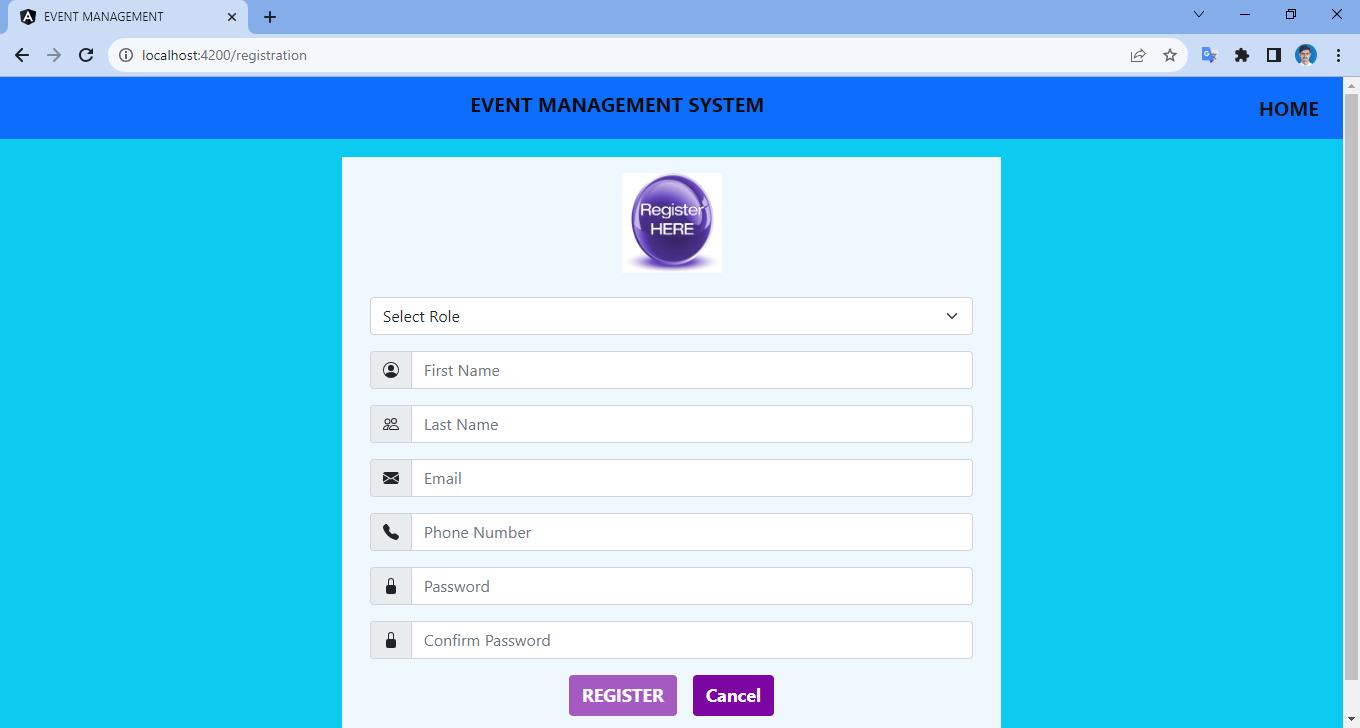 EVENT MANAGEMENT
localhost:4200/registration
EVENT MANAGEMENT SYSTEM
HOME
Register
HERE
Select Role
First Name
Last Name
Email
Phone Number
Password
Confirm Password
REGISTER Cancel